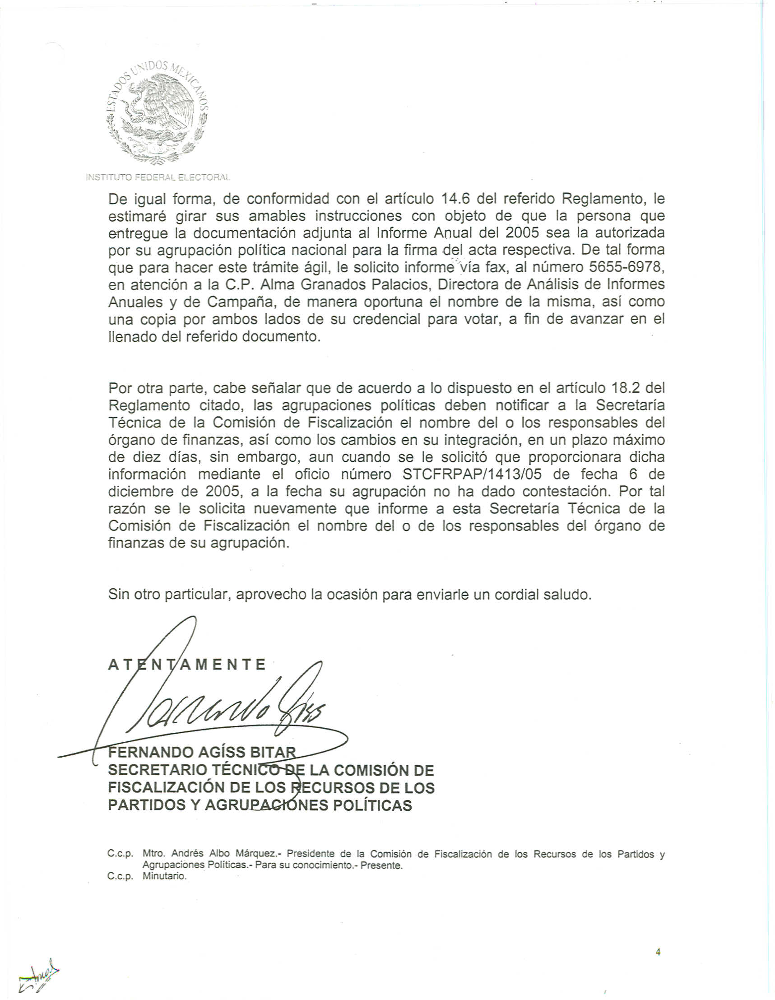 ESTADOS UNIDOS MEXICANOS
INSTITUTO FEDERAL ELECTORAL
De igual forma, de conformidad con el artículo 14.6 del referido Reglamento, le
estimaré girar sus amables instrucciones con objeto de que la persona que
entregue la documentación adjunta al Informe Anual del 2005 sea la autorizada
por su agrupación política nacional para la firma del acta respectiva. De tal forma
que para hacer este trámite ágil, le solicito informe vía fax, al número 5655-6978,
en atención a la C.P. Alma Granados Palacios, Directora de Análisis de Informes
Anuales y de Campaña, de manera oportuna el nombre de la misma, así como
una copia por ambos lados de su credencial para votar, a fin de avanzar en el
llenado del referido documento.
Por otra parte, cabe señalar que de acuerdo a lo dispuesto en el artículo 18.2 del
Reglamento citado, las agrupaciones políticas deben notificar a la Secretaría
Técnica de la Comisión de Fiscalización el nombre del o los responsables del
órgano de finanzas, así como los cambios en su integración, en un plazo máximo
de diez días, sin embargo, aun cuando se le solicitó que proporcionara dicha
información mediante el oficio número STCFRPAP/1413/05 de fecha 6 de
diciembre de 2005, a la fecha su agrupación no ha dado contestación. Por tal
razón se le solicita nuevamente que informe a esta Secretaría Técnica de la
Comisión de Fiscalización el nombre del o de los responsables del órgano de
finanzas de su agrupación.
Sin otro particular, aprovecho la ocasión para enviarle un cordial saludo.
A T E N T A M E N T E
FERNANDO AGÍSS BITAR
SECRETARIO TÉCNICO DE LA COMISIÓN DE
FISCALIZACIÓN DE LOS RECURSOS DE LOS
PARTIDOS Y AGRUPACIONES POLÍTICAS
C.c.p. Mtro. Andrés Albo Márquez.- Presidente de la Comisión de Fiscalización de los Recursos de los Partidos y
Agrupaciones Políticas.- Para su conocimiento.- Presente.
C.c.p. Minutario.
4